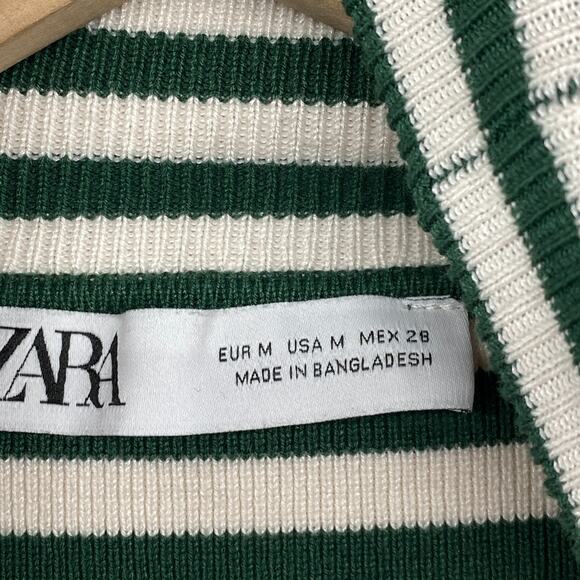 ZARA
EUR M USA M MEX 28
MADE IN BANGLADESH